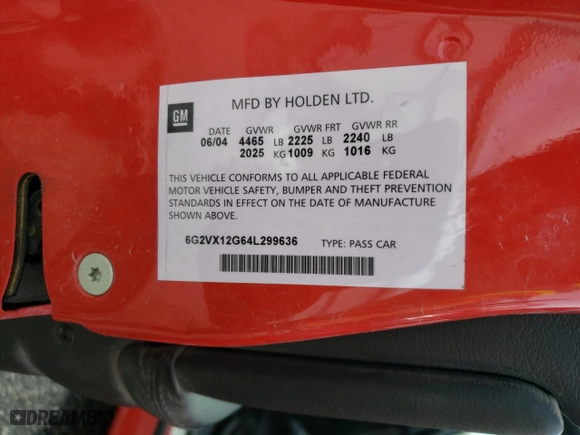 GM
MFD BY HOLDEN LTD.
DATE GVWR GVWR FRT GVWR RR
06/04 4465 LB 2225 LB 2240 LB
2025 KG 1009 KG 1016 KG
THIS VEHICLE CONFORMS TO ALL APPLICABLE FEDERAL
MOTOR VEHICLE SAFETY, BUMPER AND THEFT PREVENTION
STANDARDS IN EFFECT ON THE DATE OF MANUFACTURE
SHOWN ABOVE.
6G2VX12G64L299636 TYPE: PASS CAR